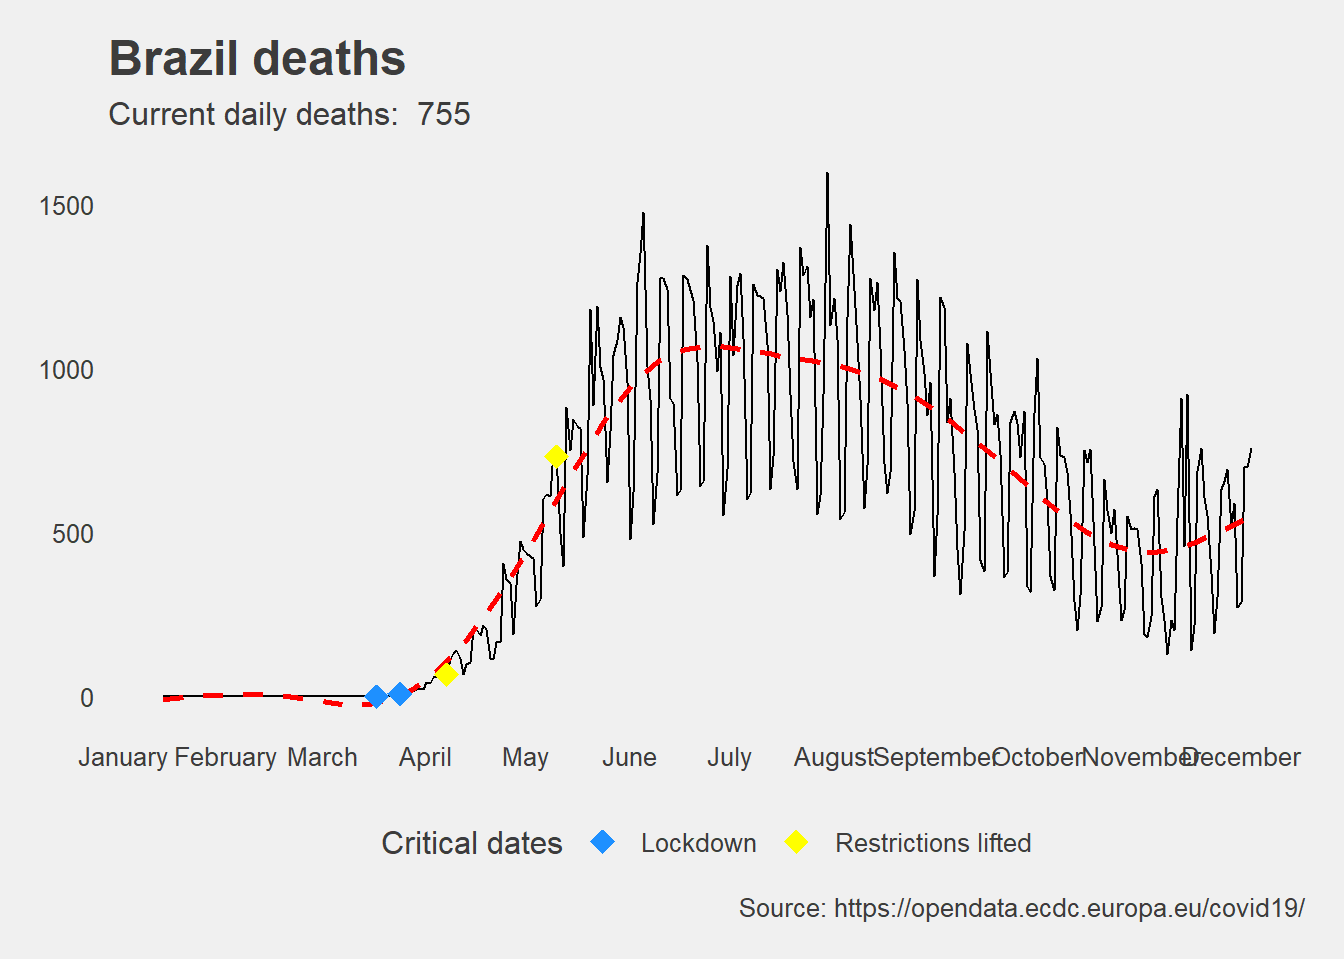 Brazil deaths
Current daily deaths:  755
1500
1000
500
0
January February March April May June July August September October November December
Critical dates Lockdown Restrictions lifted
Source: https://opendata.ecdc.europa.eu/covid19/